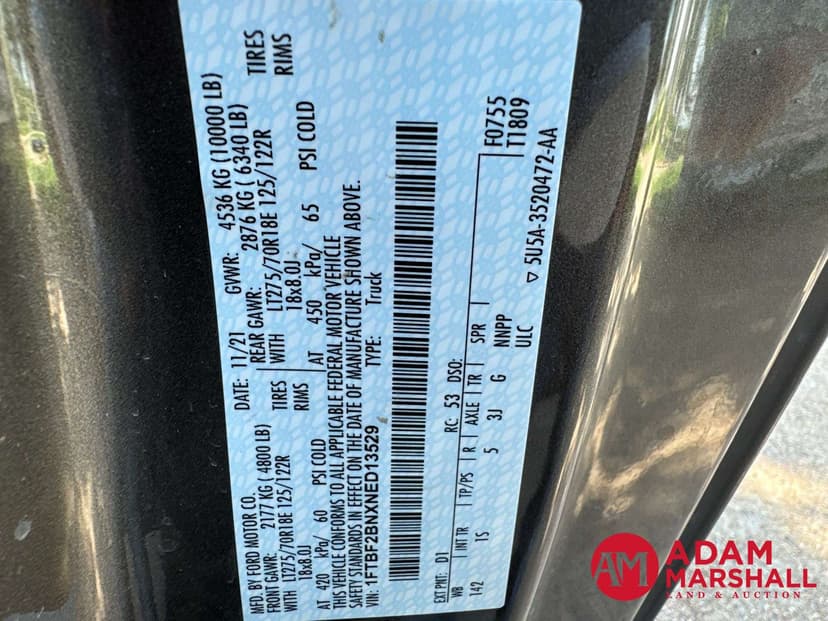 MFD. BY FORD MOTOR CO.
DATE: 11/21 GVWR: 4536 KG (10000 LB)
FRONT GAWR: 2177 KG ( 4800 LB) REAR GAWR: 2876 KG ( 6340 LB)
WITH LT275/70R18E 125/122R TIRES WITH LT275/70R18E 125/122R TIRES
18x8.0J RIMS 18x8.0J RIMS
AT 420 kPa/ 60 PSI COLD AT 450 kPa/ 65 PSI COLD
THIS VEHICLE CONFORMS TO ALL APPLICABLE FEDERAL MOTOR VEHICLE
SAFETY STANDARDS IN EFFECT ON THE DATE OF MANUFACTURE SHOWN ABOVE.
VIN: 1FTBF2BNXNED13529 TYPE: Truck
F0755
T1809
EXT PNT: D1 RC: 53 DSO:
WB INT TR TP/PS R AXLE TR SPR
142 TS 5 3J G NNPP
ULC
▽ 5U5A-3520472-AA
AM ADAM
MARSHALL
LAND & AUCTION